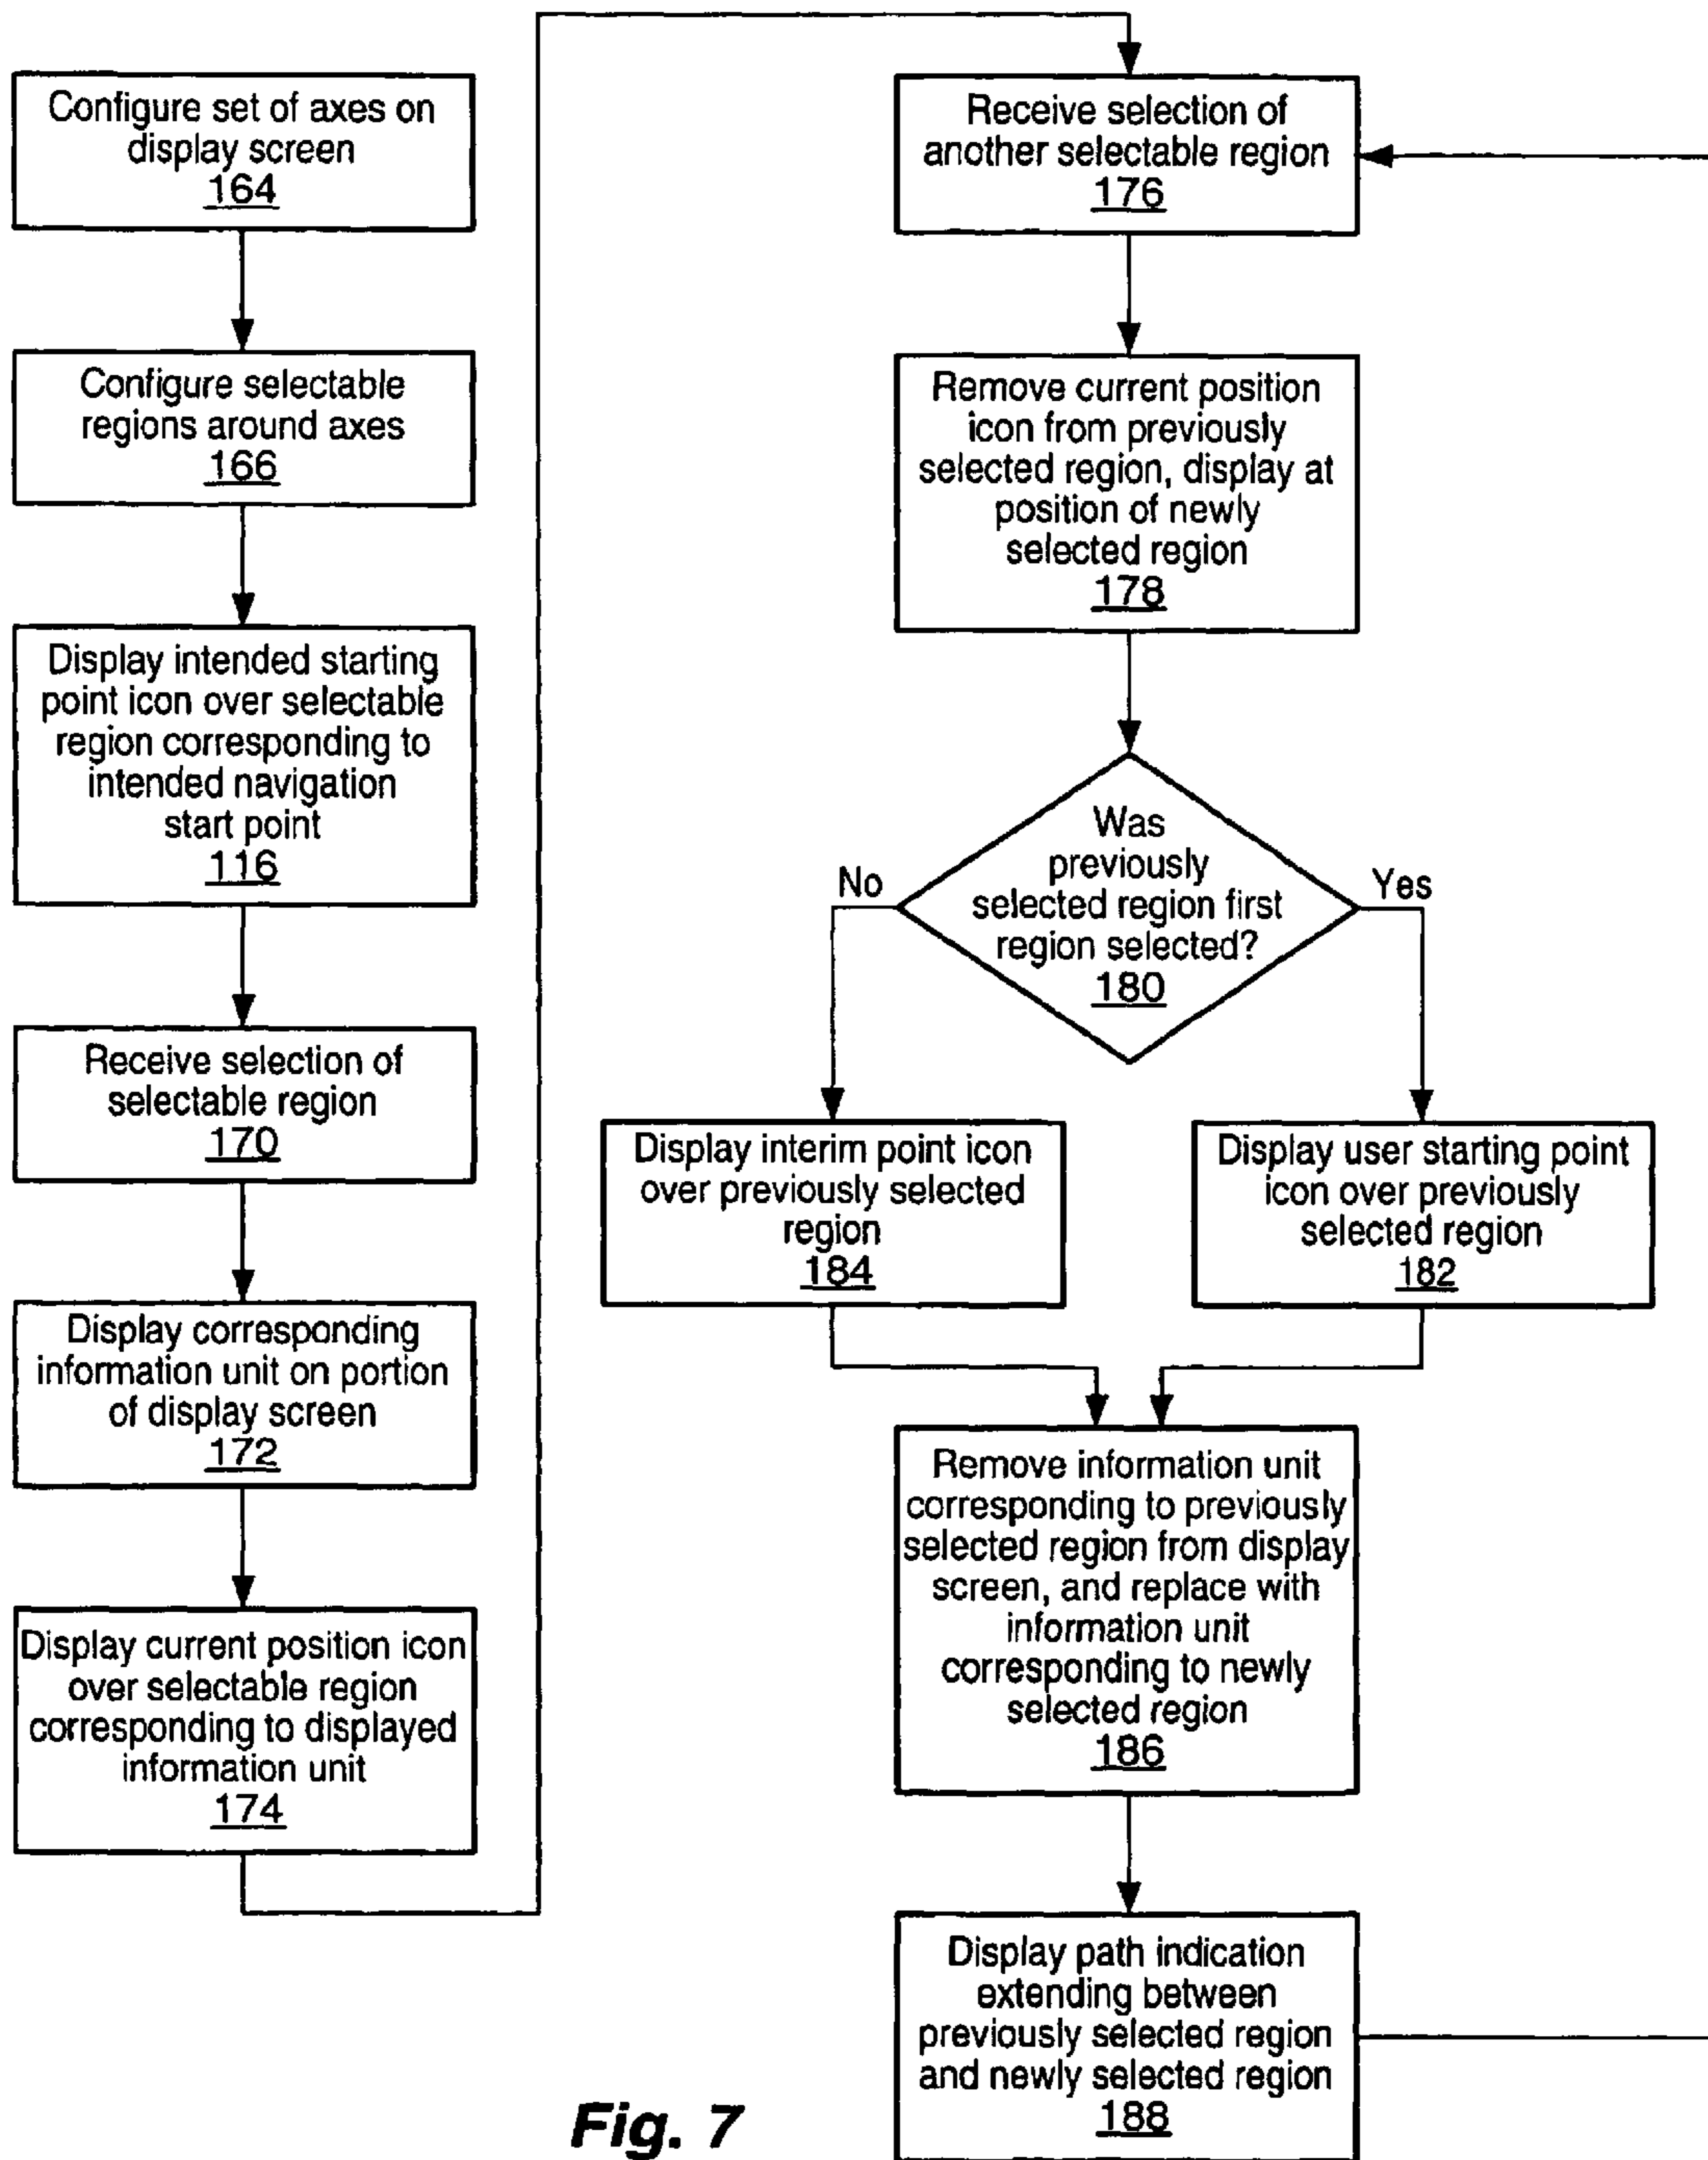 Configure set of axes on
display screen
164
Configure selectable
regions around axes
166
Display intended starting
point icon over selectable
region corresponding to
intended navigation
start point
116
Receive selection of
selectable region
170
Display corresponding
information unit on portion
of display screen
172
Display current position icon
over selectable region
corresponding to displayed
information unit
174
Receive selection of
another selectable region
176
Remove current position
icon from previously
selected region, display at
position of newly
selected region
178
Was
previously
selected region first
region selected?
180
No
Yes
Display interim point icon
over previously selected
region
184
Display user starting point
icon over previously
selected region
182
Remove information unit
corresponding to previously
selected region from display
screen, and replace with
information unit
corresponding to newly
selected region
186
Display path indication
extending between
previously selected region
and newly selected region
188
Fig. 7